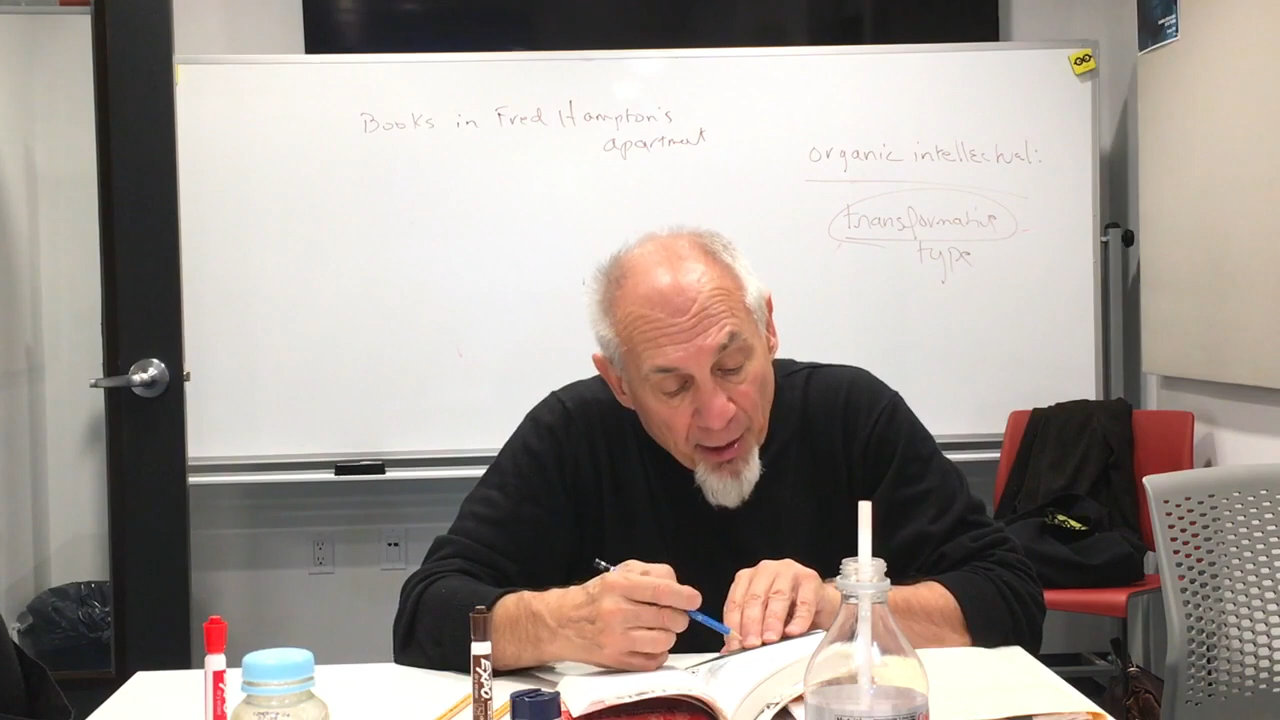 Books in Fred Hampton's
apartment
organic intellectual:
transformative
type
EXPO